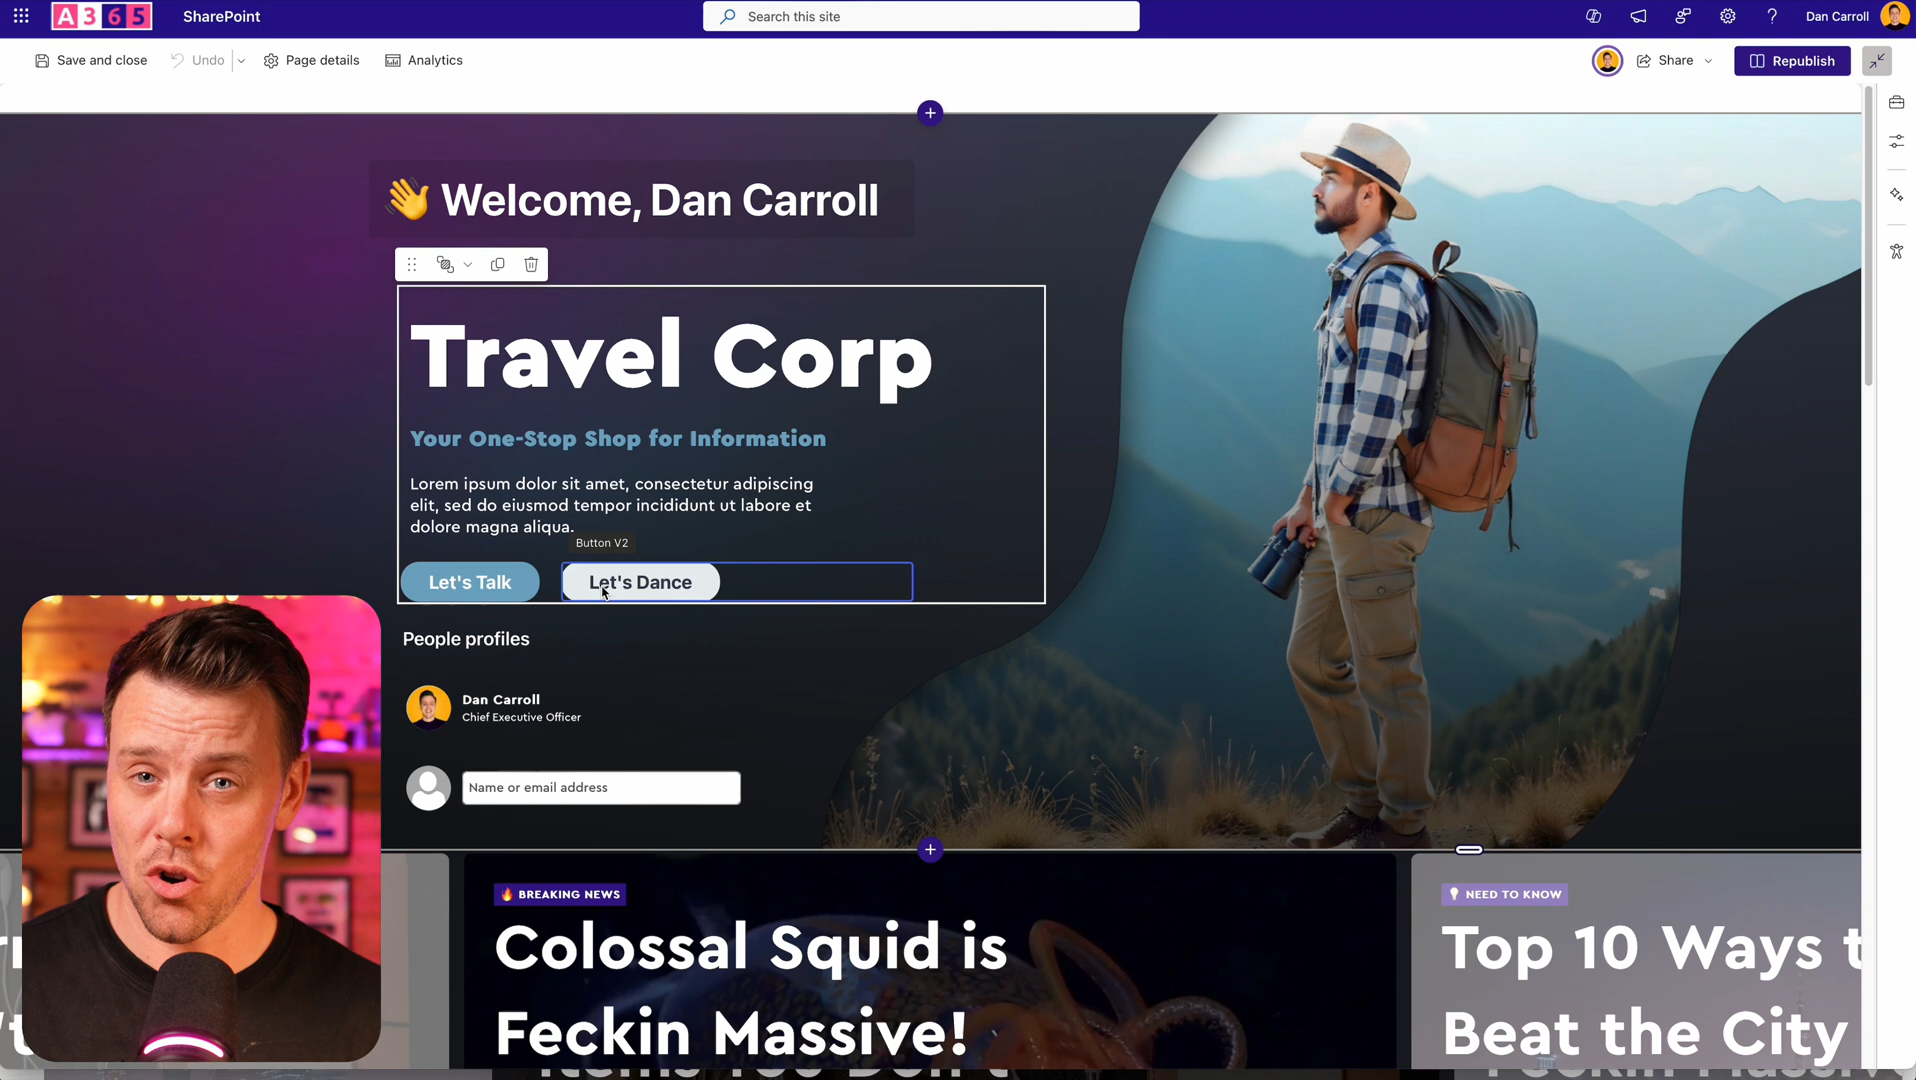 A365
SharePoint
Search this site
Dan Carroll
Save and close
Undo
Page details
Analytics
Share
Republish
👋 Welcome, Dan Carroll
Travel Corp
Your One-Stop Shop for Information
Lorem ipsum dolor sit amet, consectetur adipiscing
elit, sed do eiusmod tempor incididunt ut labore et
dolore magna aliqua.
Button V2
Let's Talk
Let's Dance
People profiles
Dan Carroll
Chief Executive Officer
Name or email address
🔥 BREAKING NEWS
Colossal Squid is
Feckin Massive!
NEED TO KNOW
Top 10 Ways t
Beat the City